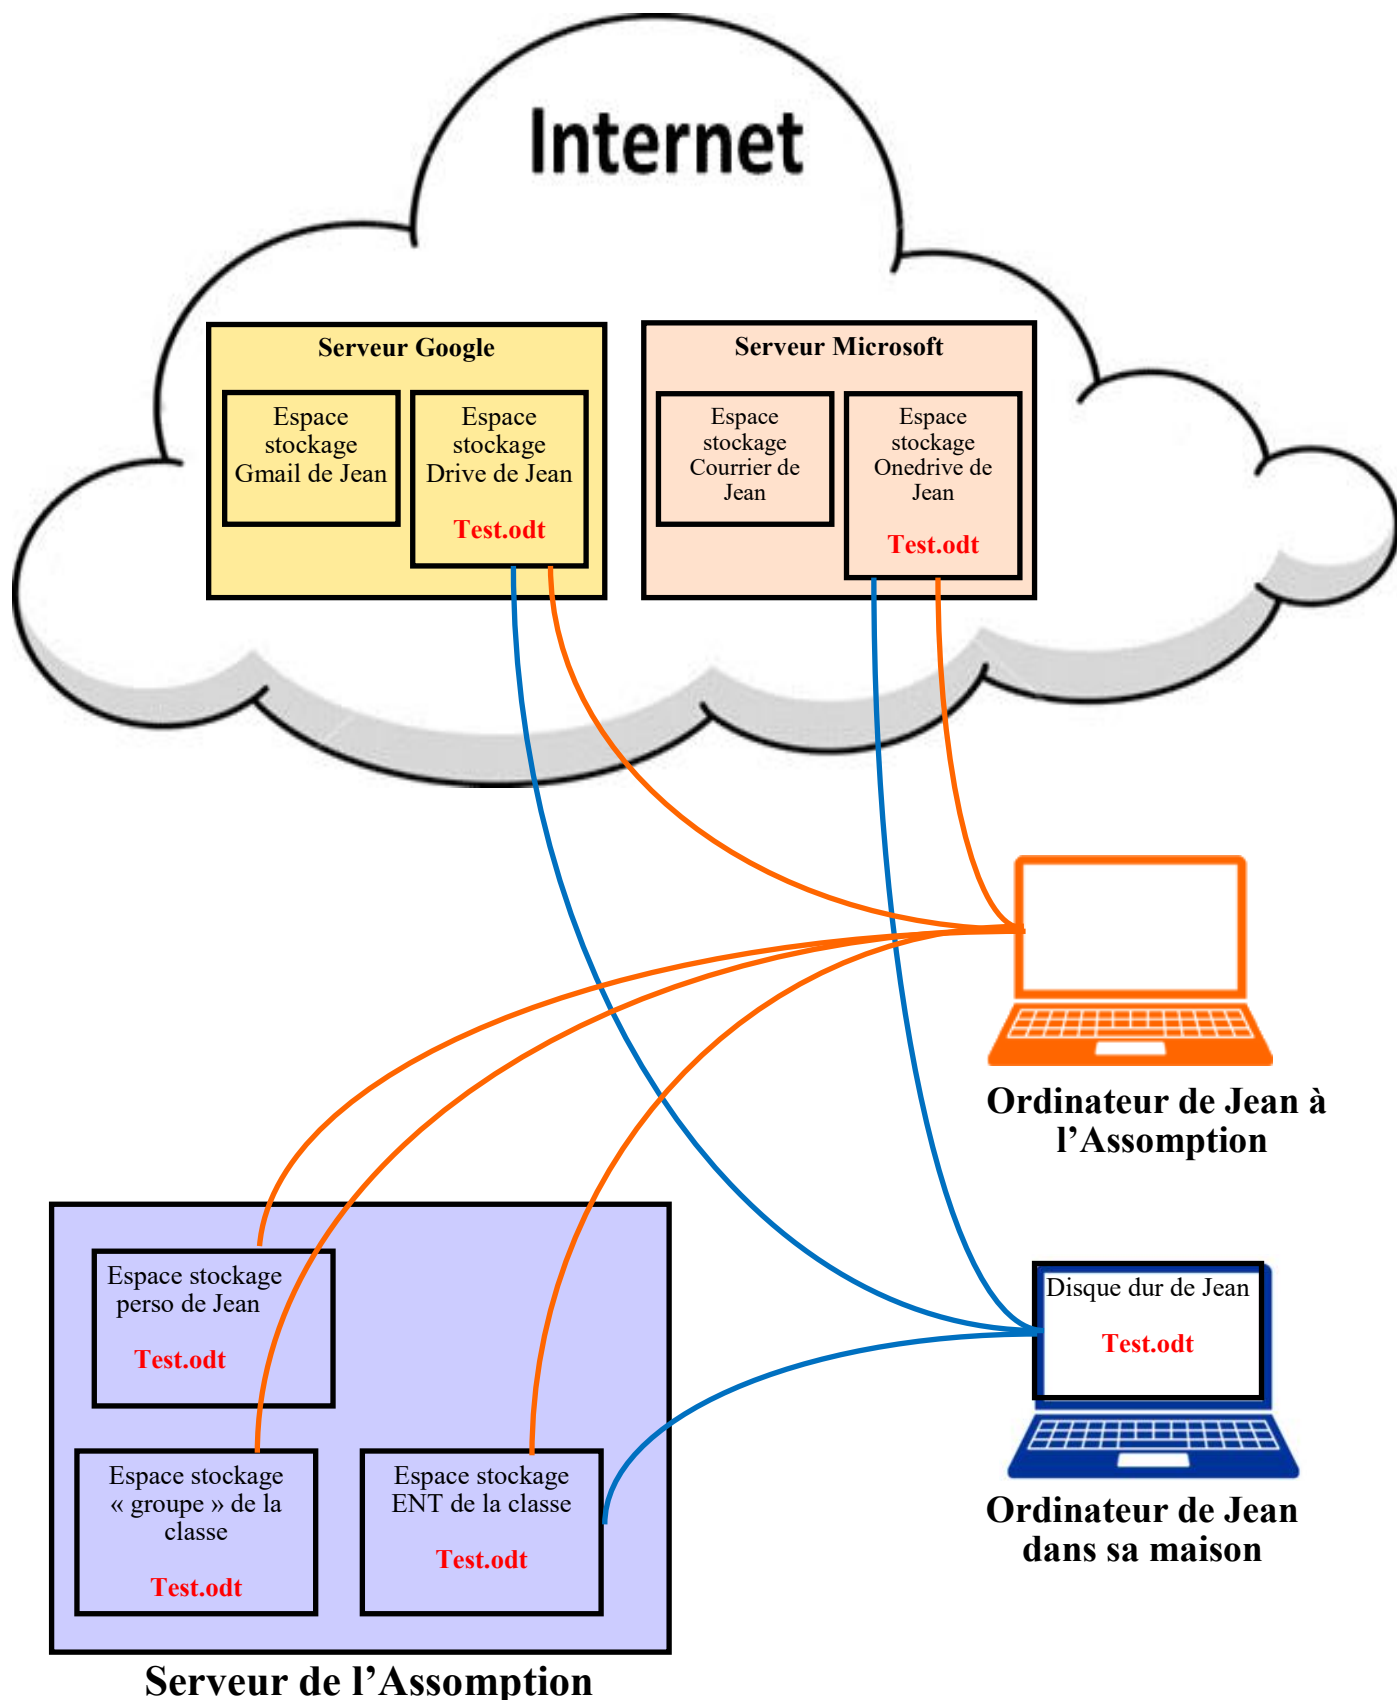 Internet
Serveur Google
Espace
stockage
Gmail de Jean
Espace
stockage
Drive de Jean
Test.odt
Serveur Microsoft
Espace
stockage
Courrier de
Jean
Espace
stockage
Onedrive de
Jean
Test.odt
Ordinateur de Jean à
l’Assomption
Espace stockage
perso de Jean
Test.odt
Espace stockage
« groupe » de la
classe
Test.odt
Espace stockage
ENT de la classe
Test.odt
Serveur de l’Assomption
Disque dur de Jean
Test.odt
Ordinateur de Jean
dans sa maison